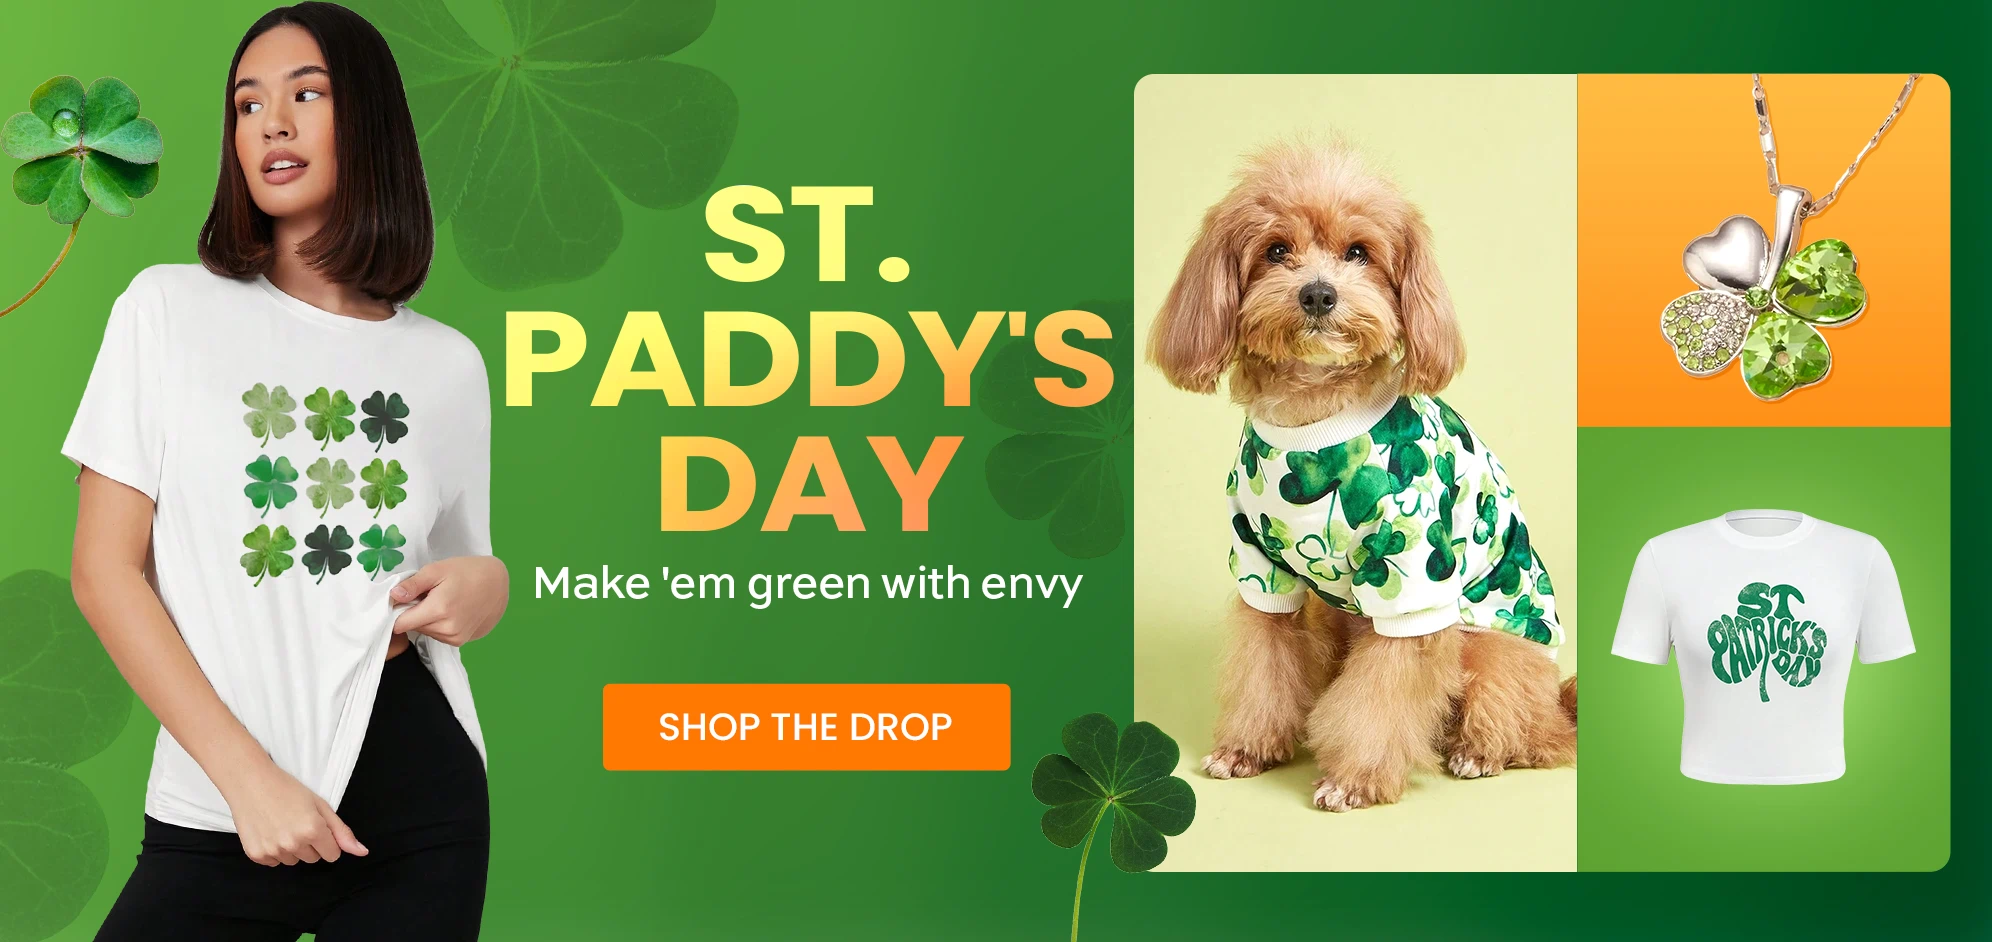 ST.
PADDY'S
DAY
Make 'em green with envy
SHOP THE DROP
ST
PATRICK'S
DAY